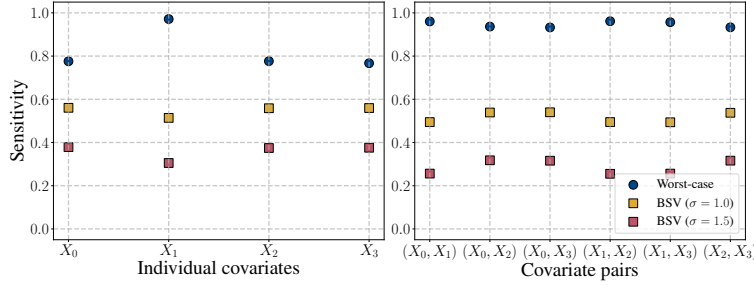 Sensitivity
1.0
0.8
0.6
0.4
0.2
0.0
X₀ X₁ X₂ X₃
Individual covariates
1.0
0.8
0.6
0.4
0.2
0.0
Worst-case
BSV (σ = 1.0)
BSV (σ = 1.5)
(X₀, X₁) (X₀, X₂) (X₀, X₃) (X₁, X₂) (X₁, X₃) (X₂, X₃)
Covariate pairs